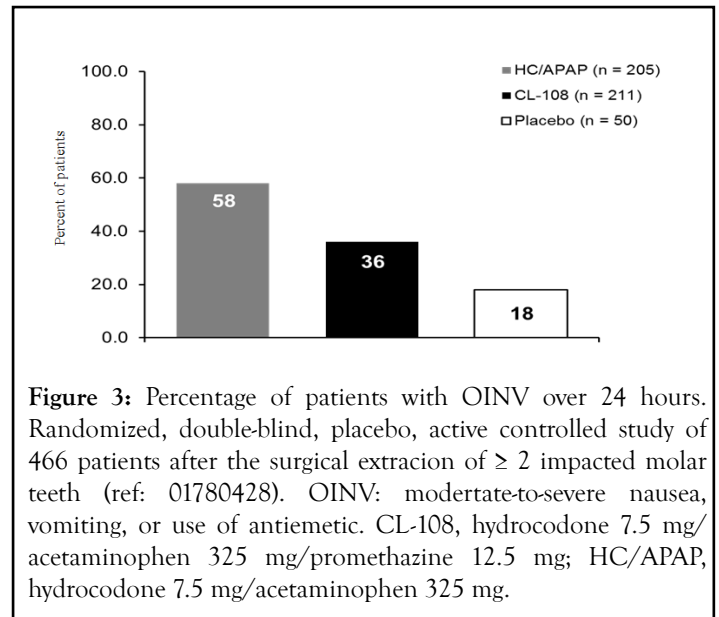 100.0
80.0
60.0
40.0
20.0
0.0
Percent of patients
HC/APAP (n = 205)
CL-108 (n = 211)
Placebo (n = 50)
58
36
18
Figure 3: Percentage of patients with OINV over 24 hours.
Randomized, double-blind, placebo, active controlled study of
466 patients after the surgical extracion of ≥ 2 impacted molar
teeth (ref: 01780428). OINV: modertate-to-severe nausea,
vomiting, or use of antiemetic. CL-108, hydrocodone 7.5 mg/
acetaminophen 325 mg/promethazine 12.5 mg; HC/APAP,
hydrocodone 7.5 mg/acetaminophen 325 mg.